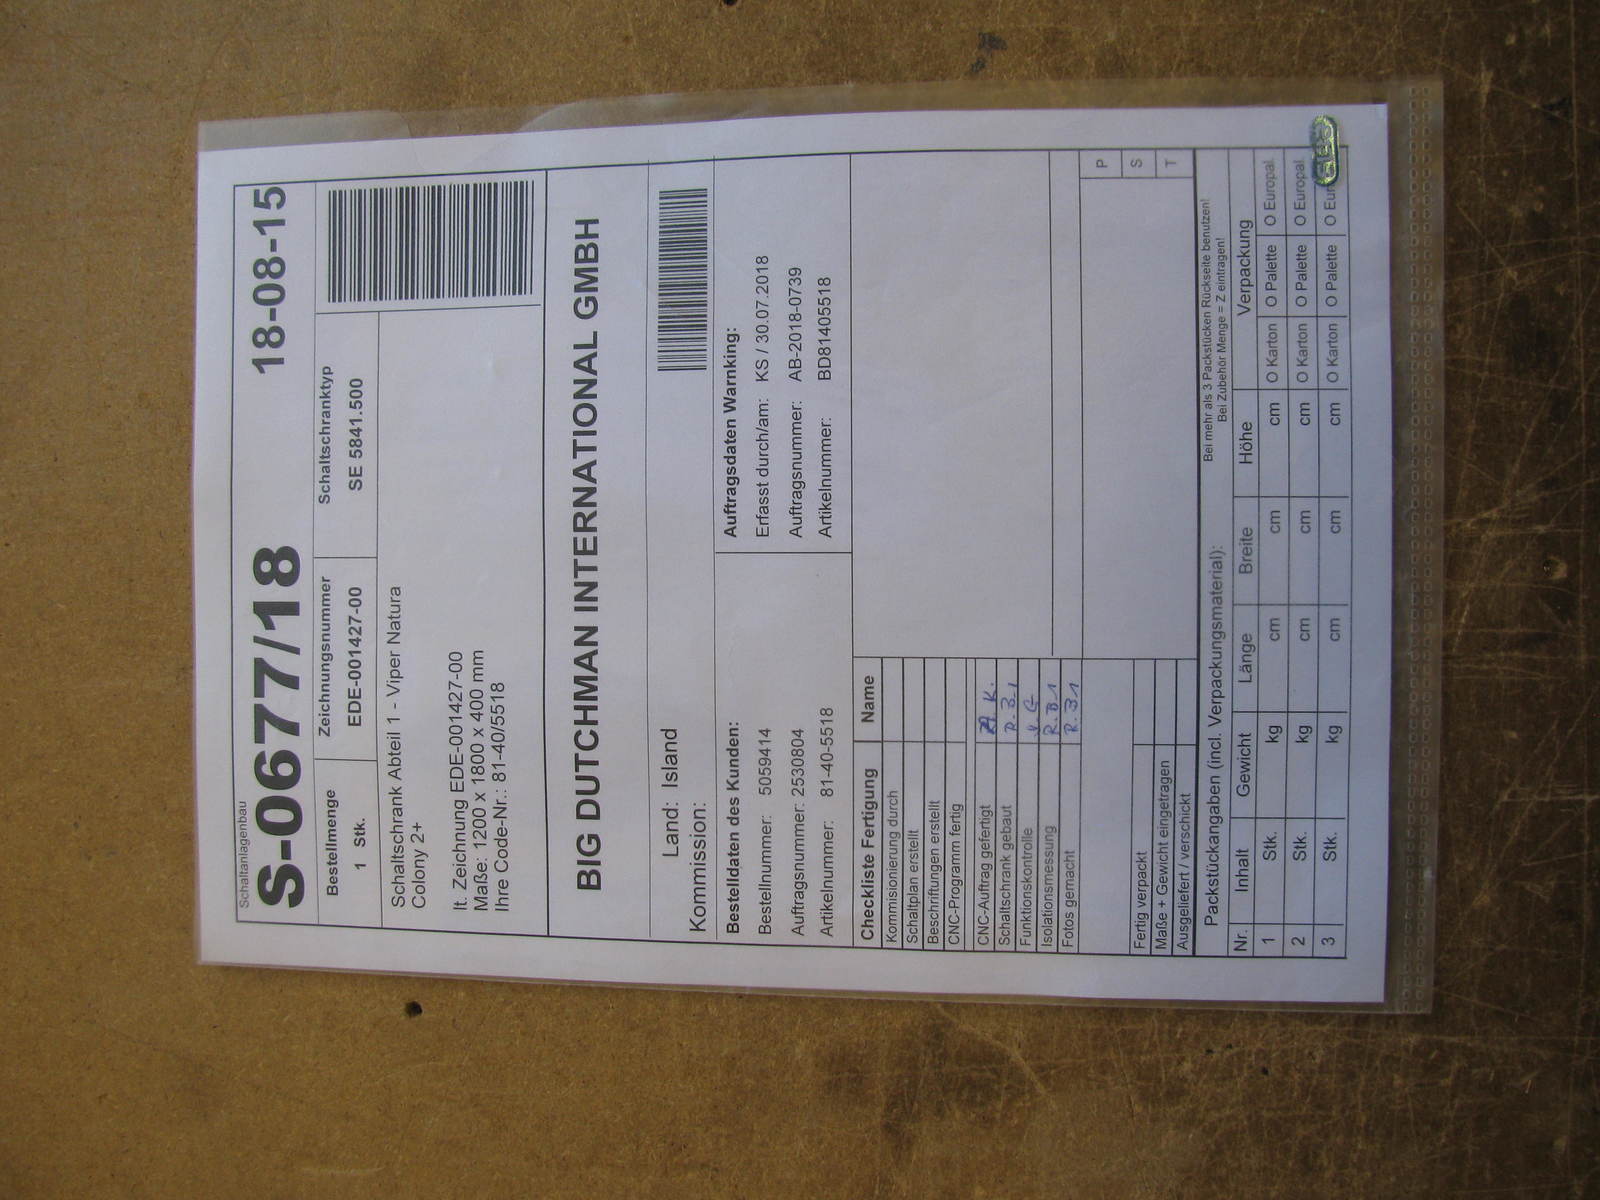 Schaltanlagenbau
S-0677/18 18-08-15
Bestellmenge Zeichnungsnummer Schaltschranktyp
1 Stk. EDE-001427-00 SE 5841.500
Schaltschrank Abteil 1 - Viper Natura
Colony 2+
lt. Zeichnung EDE-001427-00
Maße: 1200 x 1800 x 400 mm
Ihre Code-Nr.: 81-40/5518
BIG DUTCHMAN INTERNATIONAL GMBH
Land: Island
Kommission:
Bestelldaten des Kunden: Auftragsdaten Warnking:
Bestellnummer: 5059414 Erfasst durch/am: KS / 30.07.2018
Auftragsnummer: 2530804 Auftragsnummer: AB-2018-0739
Artikelnummer: 81-40-5518 Artikelnummer: BD81405518
Checkliste Fertigung Name
Kommisionierung durch
Schaltplan erstellt
Beschriftungen erstellt
CNC-Programm fertig
CNC-Auftrag gefertigt
Schaltschrank gebaut
Funktionskontrolle
Isolationsmessung
Fotos gemacht
P
Fertig verpackt S
Maße + Gewicht eingetragen T
Ausgeliefert / verschickt
Packstückangaben (incl. Verpackungsmaterial): Bei mehr als 3 Packstücken Rückseite benutzen!
Bei Zubehör Menge = Z eintragen!
Nr. Inhalt Gewicht Länge Breite Höhe Verpackung
1 Stk. kg cm cm cm O Karton O Palette O Europal.
2 Stk. kg cm cm cm O Karton O Palette O Europal.
3 Stk. kg cm cm cm O Karton O Palette O Eur